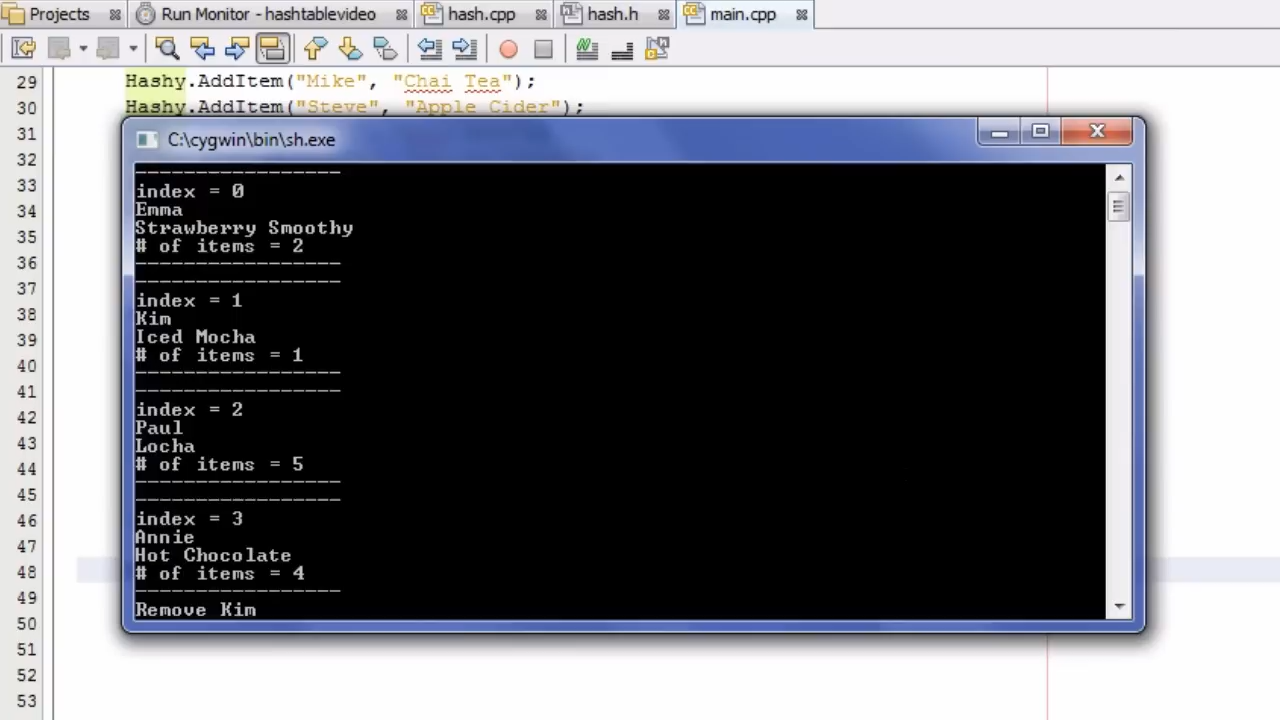 Projects
Run Monitor - hashtablevideo
hash.cpp
hash.h
main.cpp
29 Hashy.AddItem("Mike", "Chai Tea");
30 Hashy.AddItem("Steve", "Apple Cider");
31
32
33
34
35
36
37
38
39
40
41
42
43
44
45
46
47
48
49
50
51
52
53
C:\cygwin\bin\sh.exe
-----------------
index = 0
Emma
Strawberry Smoothy
# of items = 2
-----------------
-----------------
index = 1
Kim
Iced Mocha
# of items = 1
-----------------
-----------------
index = 2
Paul
Locha
# of items = 5
-----------------
-----------------
index = 3
Annie
Hot Chocolate
# of items = 4
-----------------
Remove Kim